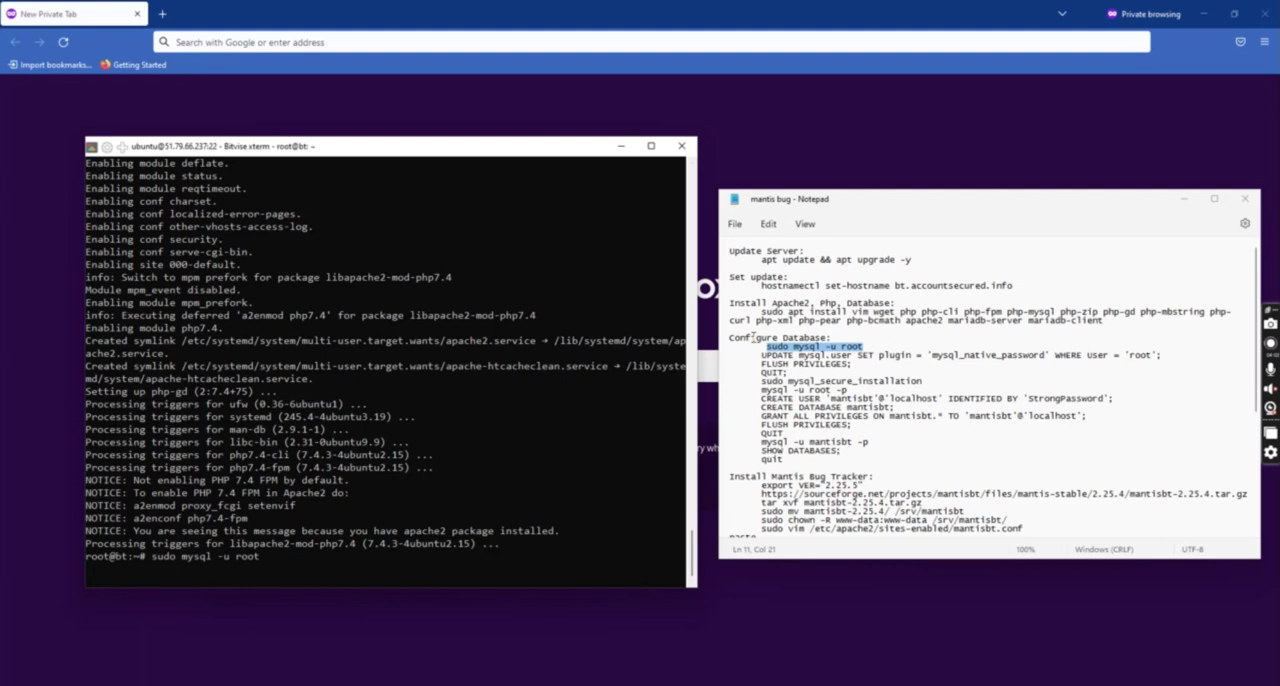 New Private Tab
Private browsing
Search with Google or enter address
Import bookmarks...
Getting Started
ubuntu@51.79.66.237:22 - Bitvise xterm - root@bt: ~
Enabling module deflate.
Enabling module status.
Enabling module reqtimeout.
Enabling conf charset.
Enabling conf localized-error-pages.
Enabling conf other-vhosts-access-log.
Enabling conf security.
Enabling conf serve-cgi-bin.
Enabling site 000-default.
info: Switch to mpm prefork for package libapache2-mod-php7.4
Module mpm_event disabled.
Enabling module mpm_prefork.
info: Executing deferred 'a2enmod php7.4' for package libapache2-mod-php7.4
Enabling module php7.4.
Created symlink /etc/systemd/system/multi-user.target.wants/apache2.service → /lib/systemd/system/ap
ache2.service.
Created symlink /etc/systemd/system/multi-user.target.wants/apache-htcacheclean.service → /lib/syste
md/system/apache-htcacheclean.service.
Setting up php-gd (2:7.4+75) ...
Processing triggers for ufw (0.36-6ubuntu1) ...
Processing triggers for systemd (245.4-4ubuntu3.19) ...
Processing triggers for man-db (2.9.1-1) ...
Processing triggers for libc-bin (2.31-0ubuntu9.9) ...
Processing triggers for php7.4-cli (7.4.3-4ubuntu2.15) ...
Processing triggers for php7.4-fpm (7.4.3-4ubuntu2.15) ...
NOTICE: Not enabling PHP 7.4 FPM by default.
NOTICE: To enable PHP 7.4 FPM in Apache2 do:
NOTICE: a2enmod proxy_fcgi setenvif
NOTICE: a2enconf php7.4-fpm
NOTICE: You are seeing this message because you have apache2 package installed.
Processing triggers for libapache2-mod-php7.4 (7.4.3-4ubuntu2.15) ...
root@bt:~# sudo mysql -u root
mantis bug - Notepad
File Edit View
Update Server:
apt update && apt upgrade -y
Set update:
hostnamectl set-hostname bt.accountsecured.info
Install Apache2, Php, Database:
sudo apt install vim wget php php-cli php-fpm php-mysql php-zip php-gd php-mbstring php-
curl php-xml php-pear php-bcmath apache2 mariadb-server mariadb-client
Configure Database:
sudo mysql -u root
UPDATE mysql.user SET plugin = 'mysql_native_password' WHERE User = 'root';
FLUSH PRIVILEGES;
QUIT;
sudo mysql_secure_installation
mysql -u root -p
CREATE USER 'mantisbt'@'localhost' IDENTIFIED BY 'StrongPassword';
CREATE DATABASE mantisbt;
GRANT ALL PRIVILEGES ON mantisbt.* TO 'mantisbt'@'localhost';
FLUSH PRIVILEGES;
QUIT
mysql -u mantisbt -p
SHOW DATABASES;
quit
Install Mantis Bug Tracker:
export VER="2.25.5"
https://sourceforge.net/projects/mantisbt/files/mantis-stable/2.25.4/mantisbt-2.25.4.tar.gz
tar xvf mantisbt-2.25.4.tar.gz
sudo mv mantisbt-2.25.4/ /srv/mantisbt
sudo chown -R www-data:www-data /srv/mantisbt/
sudo vim /etc/apache2/sites-enabled/mantisbt.conf
Ln 11, Col 21
100%
Windows (CRLF)
UTF-8